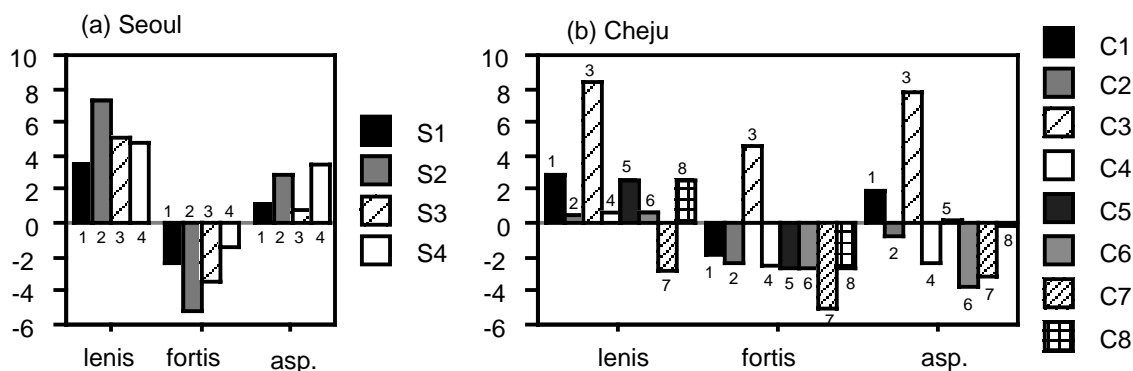 (a) Seoul
10
8
6
4
2
0
-2
-4
-6
1 2 3 4
1 2 3 4
1 2 3 4
lenis fortis asp.
S1
S2
S3
S4
(b) Cheju
10
8
6
4
2
0
-2
-4
-6
1 2 3 4 5 6 7 8
1 2 3 4 5 6 7 8
1 2 3 4 5 6 7 8
lenis fortis asp.
C1
C2
C3
C4
C5
C6
C7
C8